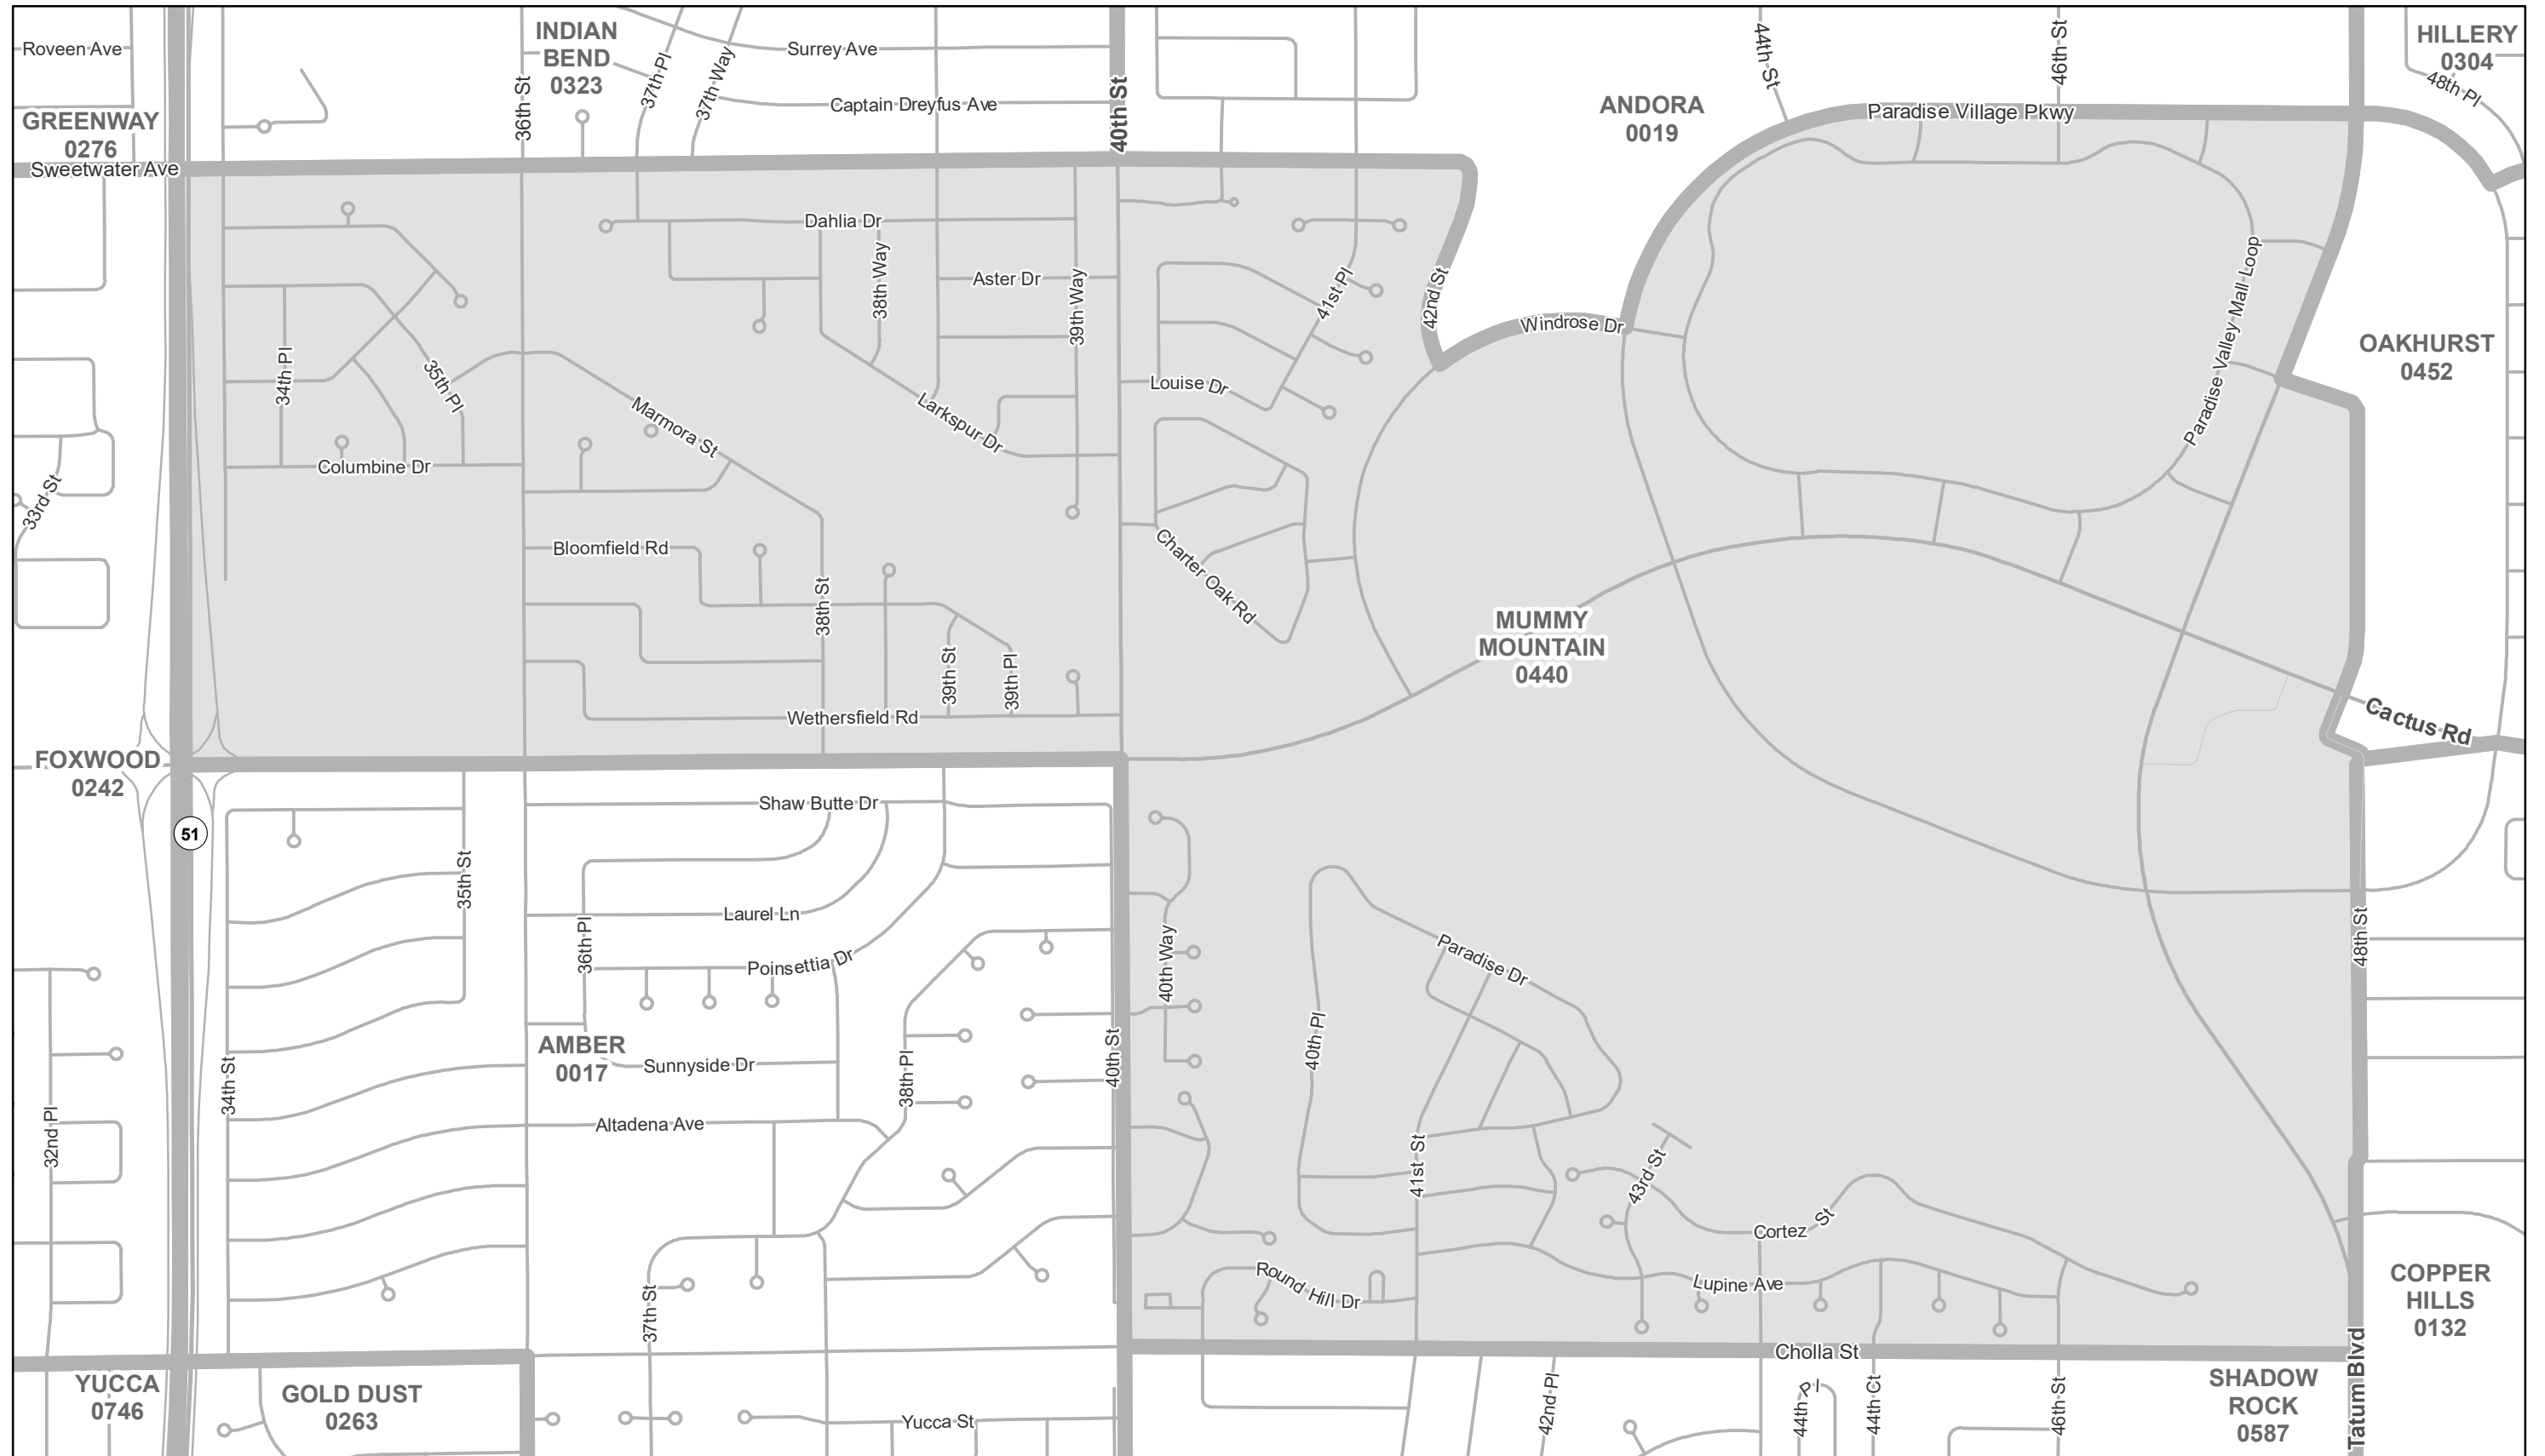 Roveen Ave
INDIAN
BEND
0323
Surrey Ave
37th Pl
37th Way
36th St
40th St
Captain Dreyfus Ave
44th St
46th St
HILLERY
0304
48th Pl
GREENWAY
0276
ANDORA
0019
Paradise Village Pkwy
Sweetwater Ave
Dahlia Dr
38th Way
Aster Dr
39th Way
41st Pl
42nd St
Windrose Dr
Paradise Valley Mall Loop
OAKHURST
0452
34th Pl
35th Pl
Marmora St
Larkspur Dr
Louise Dr
Columbine Dr
33rd St
Bloomfield Rd
38th St
Charter Oak Rd
MUMMY
MOUNTAIN
0440
39th St
39th Pl
Wethersfield Rd
Cactus Rd
FOXWOOD
0242
51
Shaw Butte Dr
35th St
Laurel Ln
36th Pl
Poinsettia Dr
40th Way
Paradise Dr
48th St
AMBER
0017
Sunnyside Dr
38th Pl
40th St
40th Pl
34th St
32nd Pl
Altadena Ave
41st St
43rd St
Cortez St
Lupine Ave
Round Hill Dr
37th St
COPPER
HILLS
0132
Cholla St
Tatum Blvd
YUCCA
0746
GOLD DUST
0263
Yucca St
42nd Pl
44th Pl
44th Ct
46th St
SHADOW
ROCK
0587